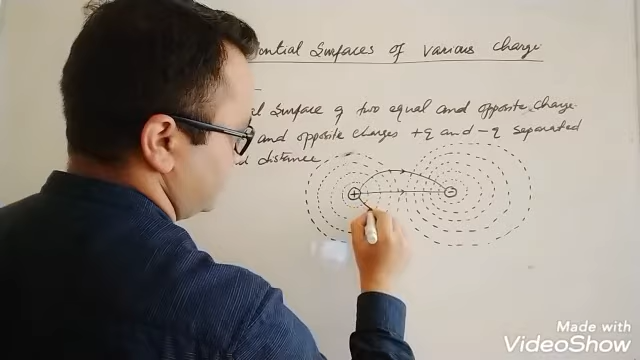 ntial Surfaces of various charge
al Surface of two equal and opposite charge
and opposite charges +q and -q separated
distance
+
-
Made with
VideoShow